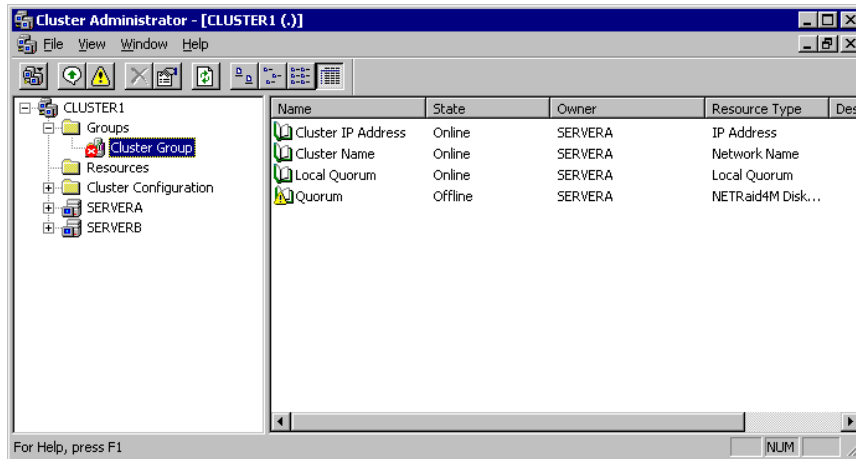 Cluster Administrator - [CLUSTER1 (.)]
File View Window Help
CLUSTER1
Groups
Cluster Group
Resources
Cluster Configuration
SERVERA
SERVERB
Name State Owner Resource Type Des
Cluster IP Address Online SERVERA IP Address
Cluster Name Online SERVERA Network Name
Local Quorum Online SERVERA Local Quorum
Quorum Offline SERVERA NETRaid4M Disk...
For Help, press F1
NUM